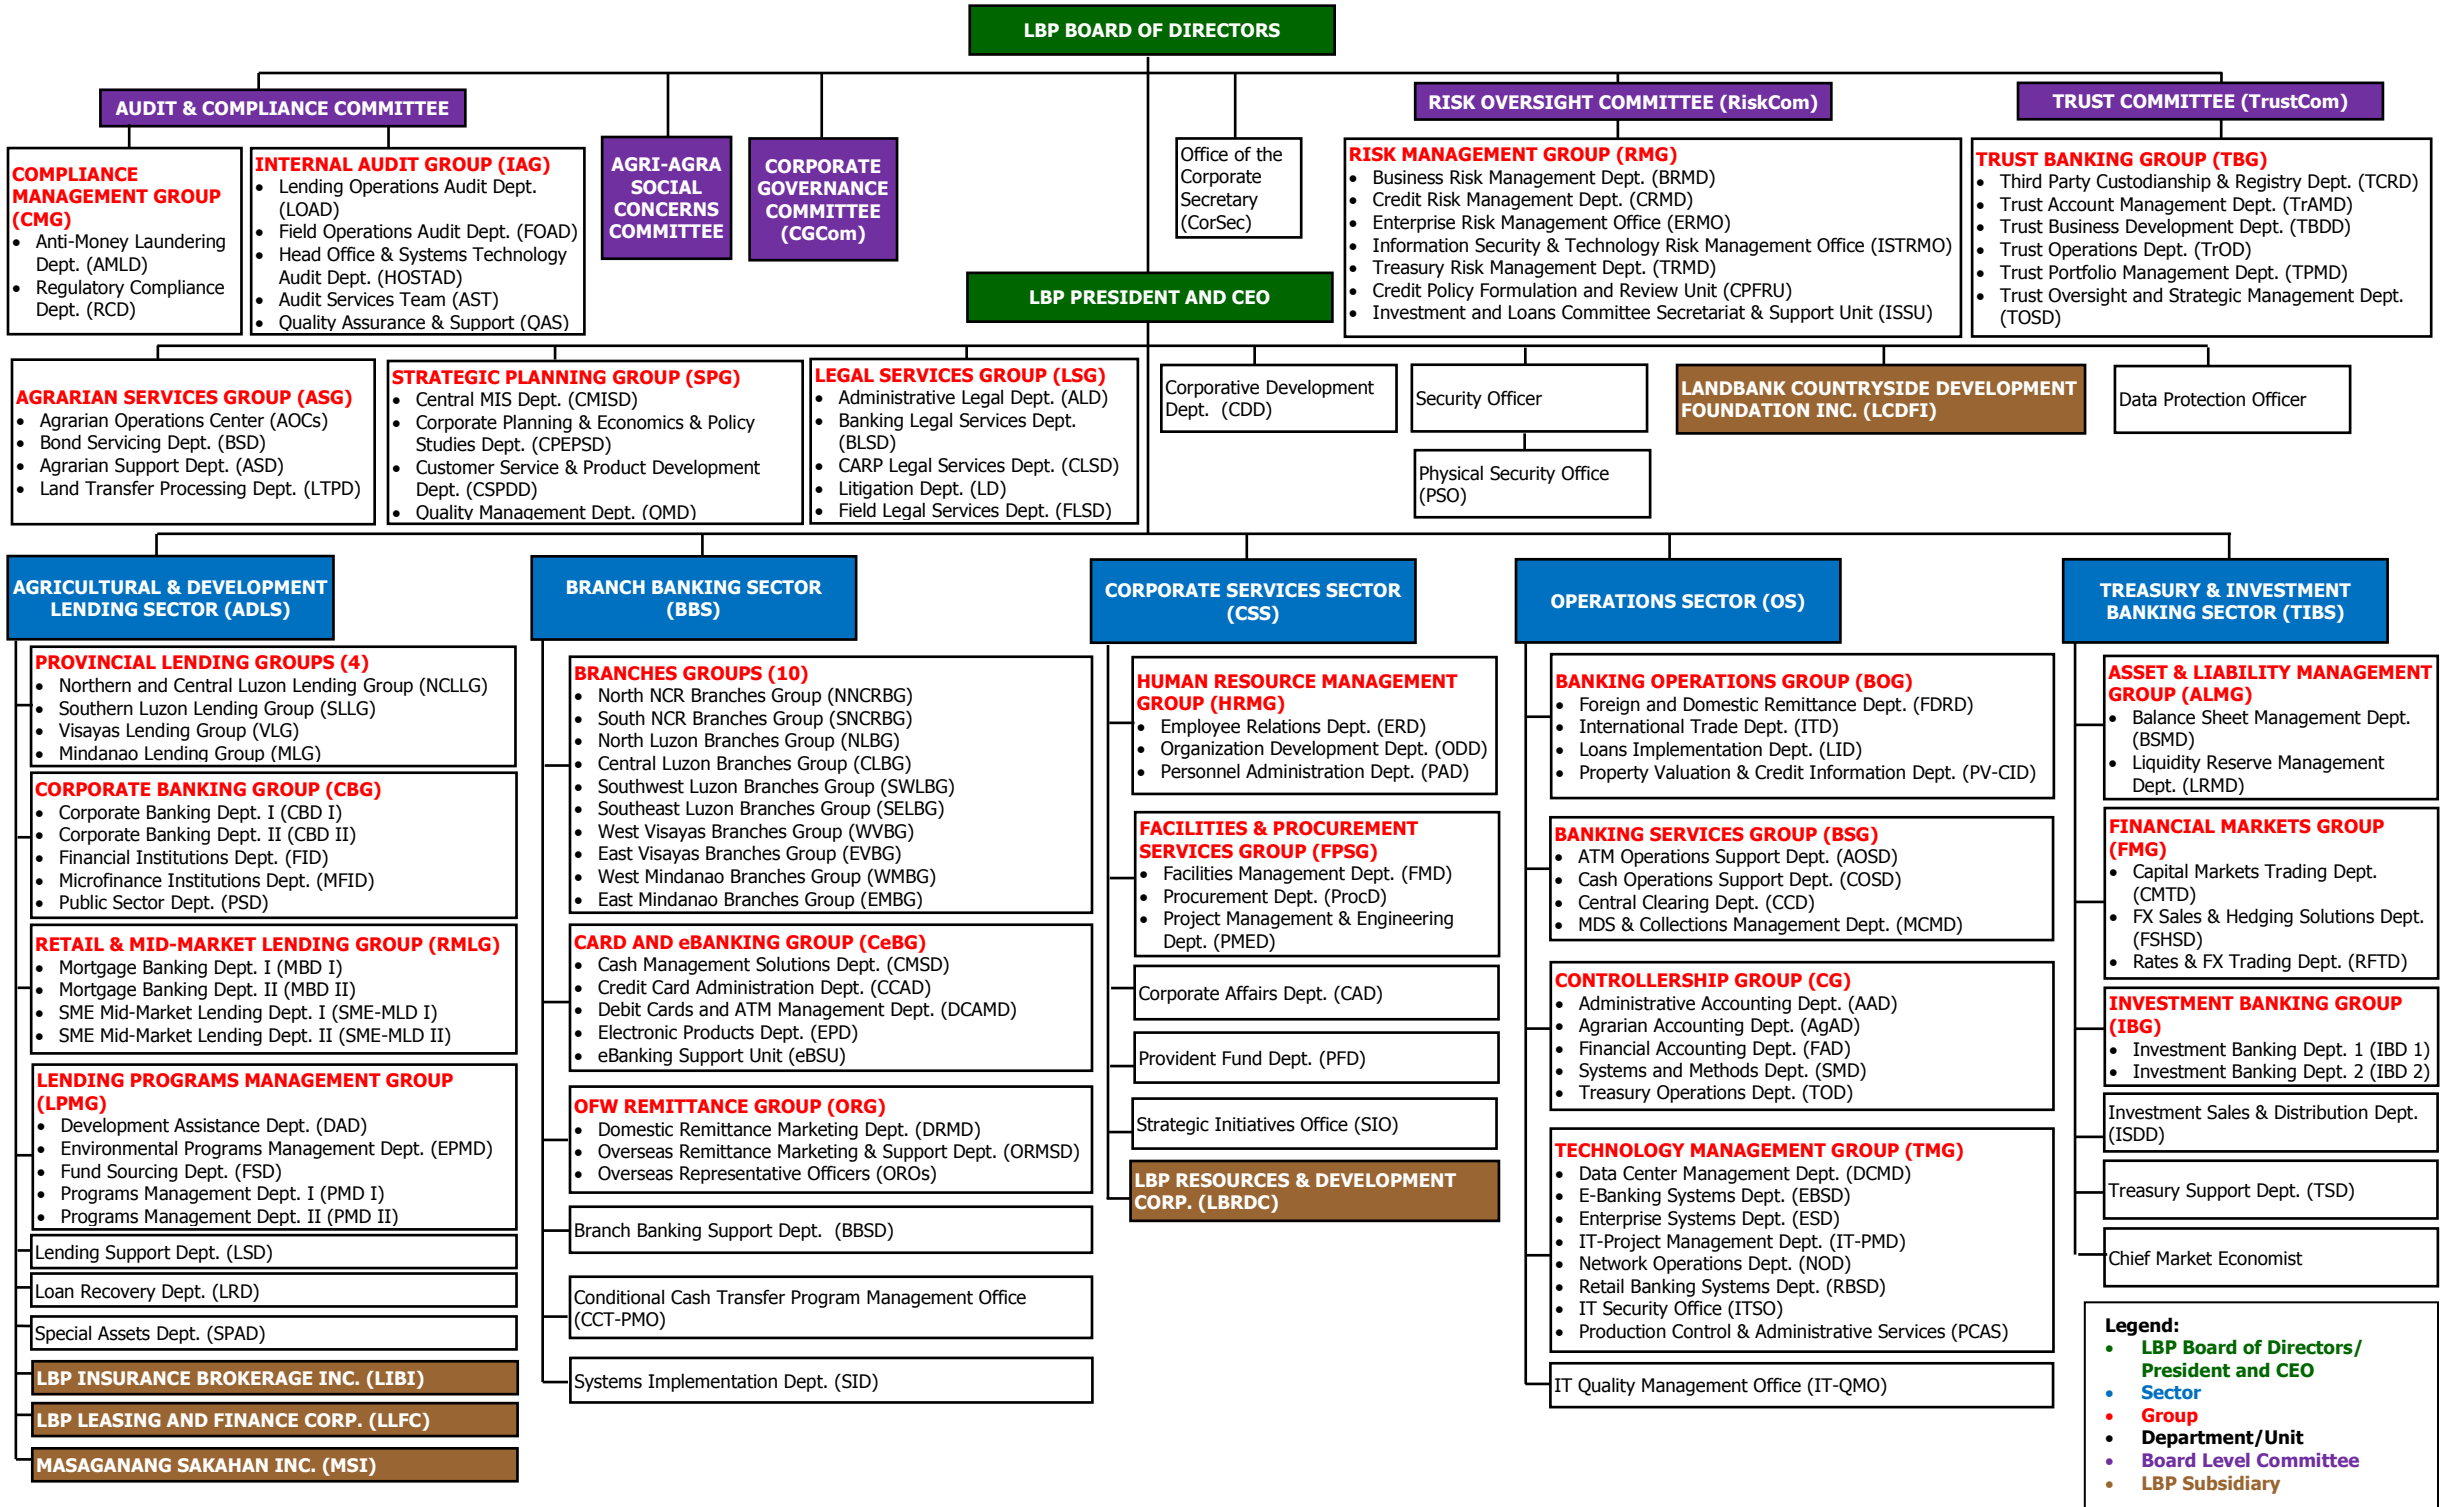 LBP BOARD OF DIRECTORS
AUDIT & COMPLIANCE COMMITTEE
RISK OVERSIGHT COMMITTEE (RiskCom)
TRUST COMMITTEE (TrustCom)
COMPLIANCE
MANAGEMENT GROUP
(CMG)
• Anti-Money Laundering
Dept. (AMLD)
• Regulatory Compliance
Dept. (RCD)
INTERNAL AUDIT GROUP (IAG)
• Lending Operations Audit Dept.
(LOAD)
• Field Operations Audit Dept. (FOAD)
• Head Office & Systems Technology
Audit Dept. (HOSTAD)
• Audit Services Team (AST)
• Quality Assurance & Support (QAS)
AGRI-AGRA
SOCIAL
CONCERNS
COMMITTEE
CORPORATE
GOVERNANCE
COMMITTEE
(CGCom)
Office of the
Corporate
Secretary
(CorSec)
RISK MANAGEMENT GROUP (RMG)
• Business Risk Management Dept. (BRMD)
• Credit Risk Management Dept. (CRMD)
• Enterprise Risk Management Office (ERMO)
• Information Security & Technology Risk Management Office (ISTRMO)
• Treasury Risk Management Dept. (TRMD)
• Credit Policy Formulation and Review Unit (CPFRU)
• Investment and Loans Committee Secretariat & Support Unit (ISSU)
TRUST BANKING GROUP (TBG)
• Third Party Custodianship & Registry Dept. (TCRD)
• Trust Account Management Dept. (TrAMD)
• Trust Business Development Dept. (TBDD)
• Trust Operations Dept. (TrOD)
• Trust Portfolio Management Dept. (TPMD)
• Trust Oversight and Strategic Management Dept.
(TOSD)
LBP PRESIDENT AND CEO
AGRARIAN SERVICES GROUP (ASG)
• Agrarian Operations Center (AOCs)
• Bond Servicing Dept. (BSD)
• Agrarian Support Dept. (ASD)
• Land Transfer Processing Dept. (LTPD)
STRATEGIC PLANNING GROUP (SPG)
• Central MIS Dept. (CMISD)
• Corporate Planning & Economics & Policy
Studies Dept. (CPEPSD)
• Customer Service & Product Development
Dept. (CSPDD)
• Quality Management Dept. (QMD)
LEGAL SERVICES GROUP (LSG)
• Administrative Legal Dept. (ALD)
• Banking Legal Services Dept.
(BLSD)
• CARP Legal Services Dept. (CLSD)
• Litigation Dept. (LD)
• Field Legal Services Dept. (FLSD)
Corporative Development
Dept. (CDD)
Security Officer
Physical Security Office
(PSO)
LANDBANK COUNTRYSIDE DEVELOPMENT
FOUNDATION INC. (LCDFI)
Data Protection Officer
AGRICULTURAL & DEVELOPMENT
LENDING SECTOR (ADLS)
PROVINCIAL LENDING GROUPS (4)
• Northern and Central Luzon Lending Group (NCLLG)
• Southern Luzon Lending Group (SLLG)
• Visayas Lending Group (VLG)
• Mindanao Lending Group (MLG)
CORPORATE BANKING GROUP (CBG)
• Corporate Banking Dept. I (CBD I)
• Corporate Banking Dept. II (CBD II)
• Financial Institutions Dept. (FID)
• Microfinance Institutions Dept. (MFID)
• Public Sector Dept. (PSD)
RETAIL & MID-MARKET LENDING GROUP (RMLG)
• Mortgage Banking Dept. I (MBD I)
• Mortgage Banking Dept. II (MBD II)
• SME Mid-Market Lending Dept. I (SME-MLD I)
• SME Mid-Market Lending Dept. II (SME-MLD II)
LENDING PROGRAMS MANAGEMENT GROUP
(LPMG)
• Development Assistance Dept. (DAD)
• Environmental Programs Management Dept. (EPMD)
• Fund Sourcing Dept. (FSD)
• Programs Management Dept. I (PMD I)
• Programs Management Dept. II (PMD II)
Lending Support Dept. (LSD)
Loan Recovery Dept. (LRD)
Special Assets Dept. (SPAD)
LBP INSURANCE BROKERAGE INC. (LIBI)
LBP LEASING AND FINANCE CORP. (LLFC)
MASAGANANG SAKAHAN INC. (MSI)
BRANCH BANKING SECTOR
(BBS)
BRANCHES GROUPS (10)
• North NCR Branches Group (NNCRBG)
• South NCR Branches Group (SNCRBG)
• North Luzon Branches Group (NLBG)
• Central Luzon Branches Group (CLBG)
• Southwest Luzon Branches Group (SWLBG)
• Southeast Luzon Branches Group (SELBG)
• West Visayas Branches Group (WVBG)
• East Visayas Branches Group (EVBG)
• West Mindanao Branches Group (WMBG)
• East Mindanao Branches Group (EMBG)
CARD AND eBANKING GROUP (CeBG)
• Cash Management Solutions Dept. (CMSD)
• Credit Card Administration Dept. (CCAD)
• Debit Cards and ATM Management Dept. (DCAMD)
• Electronic Products Dept. (EPD)
• eBanking Support Unit (eBSU)
OFW REMITTANCE GROUP (ORG)
• Domestic Remittance Marketing Dept. (DRMD)
• Overseas Remittance Marketing & Support Dept. (ORMSD)
• Overseas Representative Officers (OROs)
Branch Banking Support Dept. (BBSD)
Conditional Cash Transfer Program Management Office
(CCT-PMO)
Systems Implementation Dept. (SID)
CORPORATE SERVICES SECTOR
(CSS)
HUMAN RESOURCE MANAGEMENT
GROUP (HRMG)
• Employee Relations Dept. (ERD)
• Organization Development Dept. (ODD)
• Personnel Administration Dept. (PAD)
FACILITIES & PROCUREMENT
SERVICES GROUP (FPSG)
• Facilities Management Dept. (FMD)
• Procurement Dept. (ProcD)
• Project Management & Engineering
Dept. (PMED)
Corporate Affairs Dept. (CAD)
Provident Fund Dept. (PFD)
Strategic Initiatives Office (SIO)
LBP RESOURCES & DEVELOPMENT
CORP. (LBRDC)
OPERATIONS SECTOR (OS)
BANKING OPERATIONS GROUP (BOG)
• Foreign and Domestic Remittance Dept. (FDRD)
• International Trade Dept. (ITD)
• Loans Implementation Dept. (LID)
• Property Valuation & Credit Information Dept. (PV-CID)
BANKING SERVICES GROUP (BSG)
• ATM Operations Support Dept. (AOSD)
• Cash Operations Support Dept. (COSD)
• Central Clearing Dept. (CCD)
• MDS & Collections Management Dept. (MCMD)
CONTROLLERSHIP GROUP (CG)
• Administrative Accounting Dept. (AAD)
• Agrarian Accounting Dept. (AgAD)
• Financial Accounting Dept. (FAD)
• Systems and Methods Dept. (SMD)
• Treasury Operations Dept. (TOD)
TECHNOLOGY MANAGEMENT GROUP (TMG)
• Data Center Management Dept. (DCMD)
• E-Banking Systems Dept. (EBSD)
• Enterprise Systems Dept. (ESD)
• IT-Project Management Dept. (IT-PMD)
• Network Operations Dept. (NOD)
• Retail Banking Systems Dept. (RBSD)
• IT Security Office (ITSO)
• Production Control & Administrative Services (PCAS)
IT Quality Management Office (IT-QMO)
TREASURY & INVESTMENT
BANKING SECTOR (TIBS)
ASSET & LIABILITY MANAGEMENT
GROUP (ALMG)
• Balance Sheet Management Dept.
(BSMD)
• Liquidity Reserve Management
Dept. (LRMD)
FINANCIAL MARKETS GROUP
(FMG)
• Capital Markets Trading Dept.
(CMTD)
• FX Sales & Hedging Solutions Dept.
(FSHSD)
• Rates & FX Trading Dept. (RFTD)
INVESTMENT BANKING GROUP
(IBG)
• Investment Banking Dept. 1 (IBD 1)
• Investment Banking Dept. 2 (IBD 2)
Investment Sales & Distribution Dept.
(ISDD)
Treasury Support Dept. (TSD)
Chief Market Economist
Legend:
• LBP Board of Directors/
President and CEO
• Sector
• Group
• Department/Unit
• Board Level Committee
• LBP Subsidiary